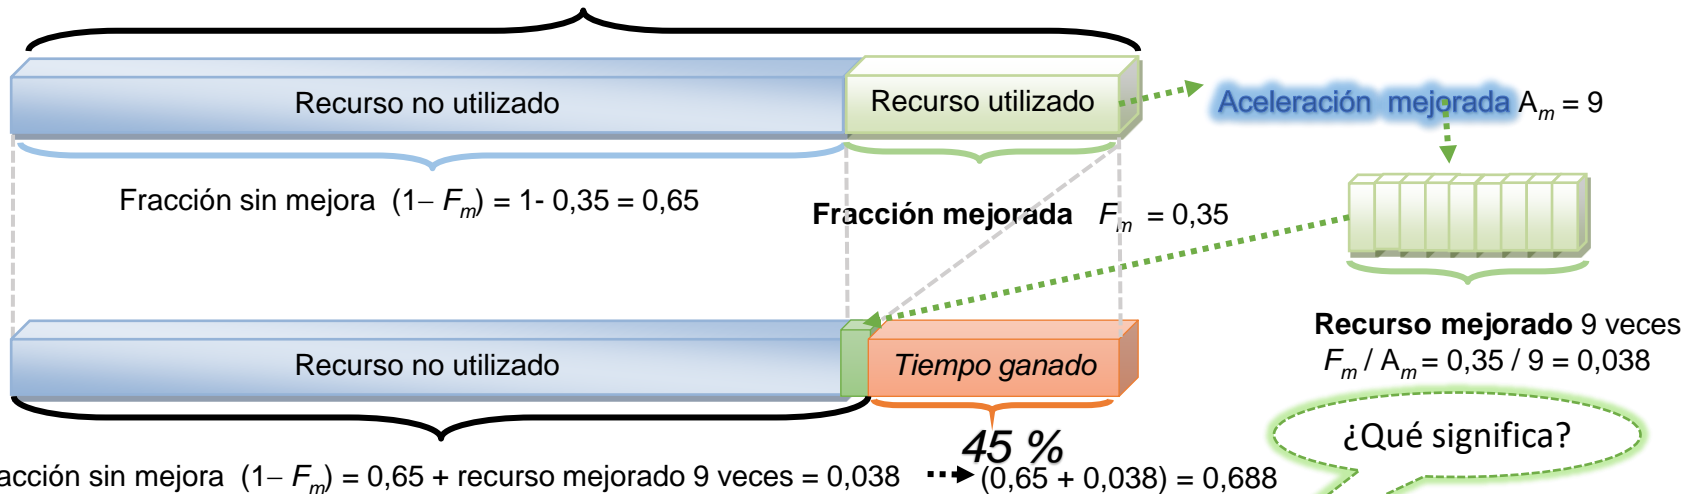 Recurso no utilizado
Recurso utilizado
Aceleración mejorada Am = 9
Fracción sin mejora (1– Fm) = 1- 0,35 = 0,65
Fracción mejorada Fm = 0,35
Recurso no utilizado
Tiempo ganado
Recurso mejorado 9 veces
Fm / Am = 0,35 / 9 = 0,038
45 %
¿Qué significa?
acción sin mejora (1– Fm) = 0,65 + recurso mejorado 9 veces = 0,038 (0,65 + 0,038) = 0,688